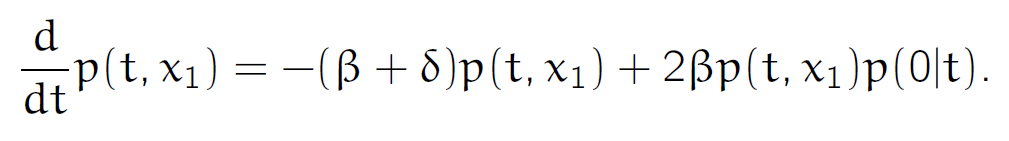 d/dt p(t, x₁) = −(β + δ)p(t, x₁) + 2βp(t, x₁)p(0|t).